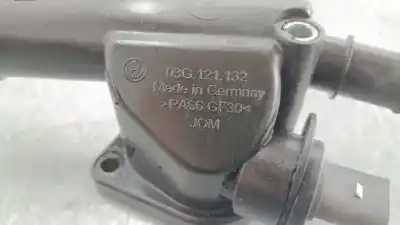 03G.121.132
Made in Germany
>PA66 GF30<
JOM